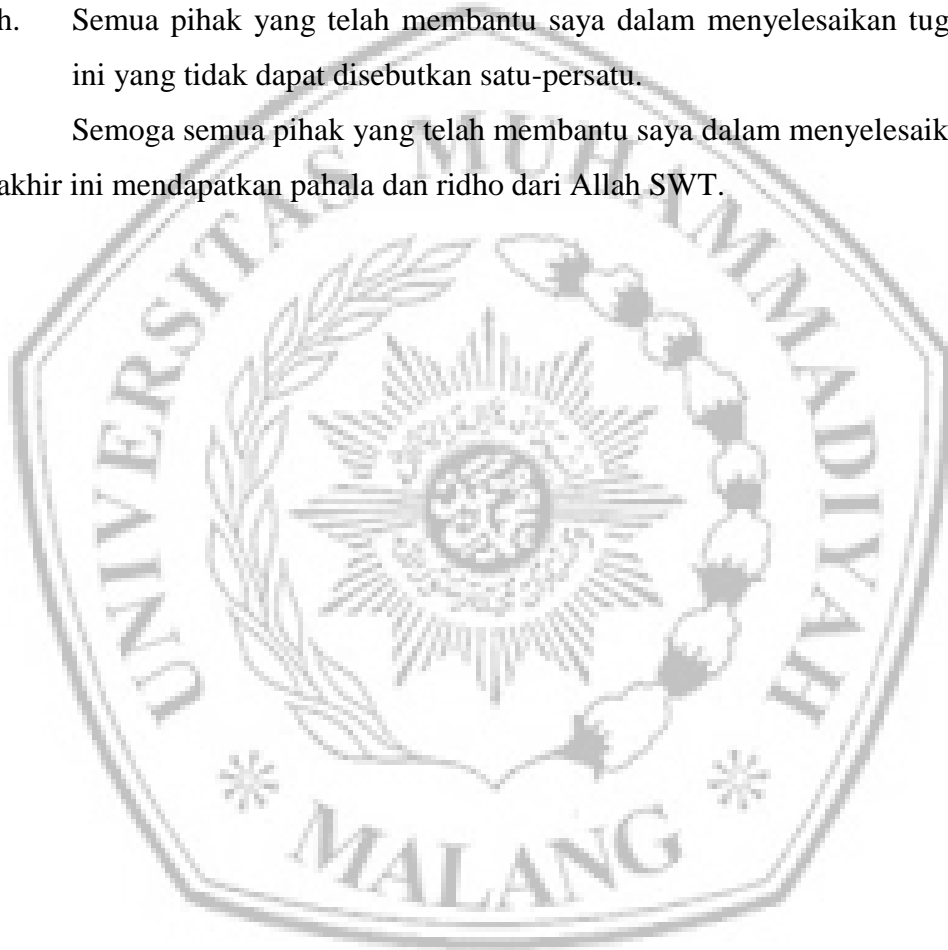 h. Semua pihak yang telah membantu saya dalam menyelesaikan tug
ini yang tidak dapat disebutkan satu-persatu.
Semoga semua pihak yang telah membantu saya dalam menyelesaik
akhir ini mendapatkan pahala dan ridho dari Allah SWT.
UNIVERSITAS MUHAMMADIYAH
MALANG